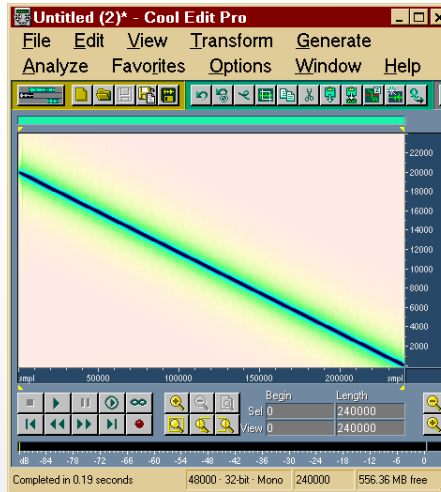 Untitled (2)* - Cool Edit Pro
File Edit View Transform Generate
Analyze Favorites Options Window Help
22000
20000
18000
16000
14000
12000
10000
8000
6000
4000
2000
smpl 50000 100000 150000 200000 smpl
Begin Length
Sel 0 240000
View 0 240000
dB -84 -78 -72 -66 -60 -54 -48 -42 -36 -30 -24 -18 -12 -6 0
Completed in 0.19 seconds 48000 · 32-bit · Mono 240000 556.36 MB free